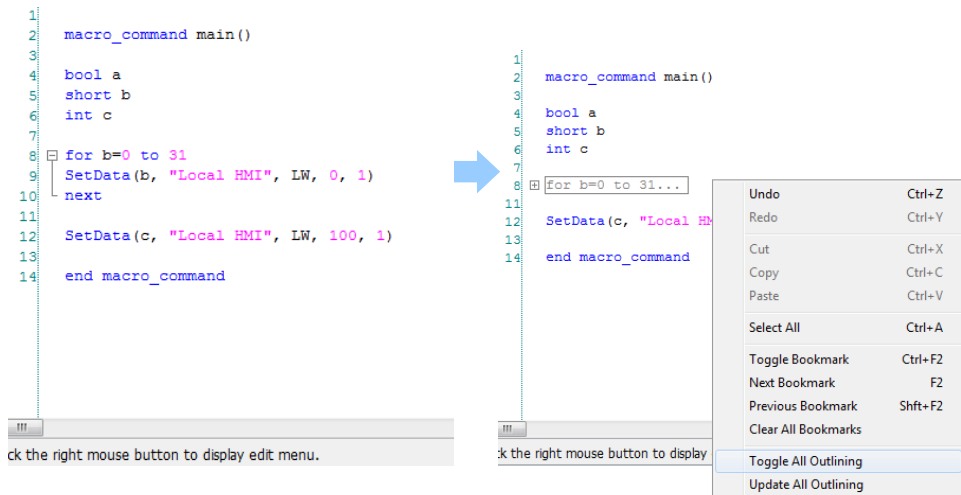 1
2 macro_command main()
3
4 bool a
5 short b
6 int c
7
8 for b=0 to 31
9 SetData(b, "Local HMI", LW, 0, 1)
10 next
11
12 SetData(c, "Local HMI", LW, 100, 1)
13
14 end macro_command
ck the right mouse button to display edit menu.
1
2 macro_command main()
3
4 bool a
5 short b
6 int c
7
8 for b=0 to 31...
11
12 SetData(c, "Local HM
13
14 end macro_command
:k the right mouse button to display
Undo Ctrl+Z
Redo Ctrl+Y
Cut Ctrl+X
Copy Ctrl+C
Paste Ctrl+V
Select All Ctrl+A
Toggle Bookmark Ctrl+F2
Next Bookmark F2
Previous Bookmark Shft+F2
Clear All Bookmarks
Toggle All Outlining
Update All Outlining